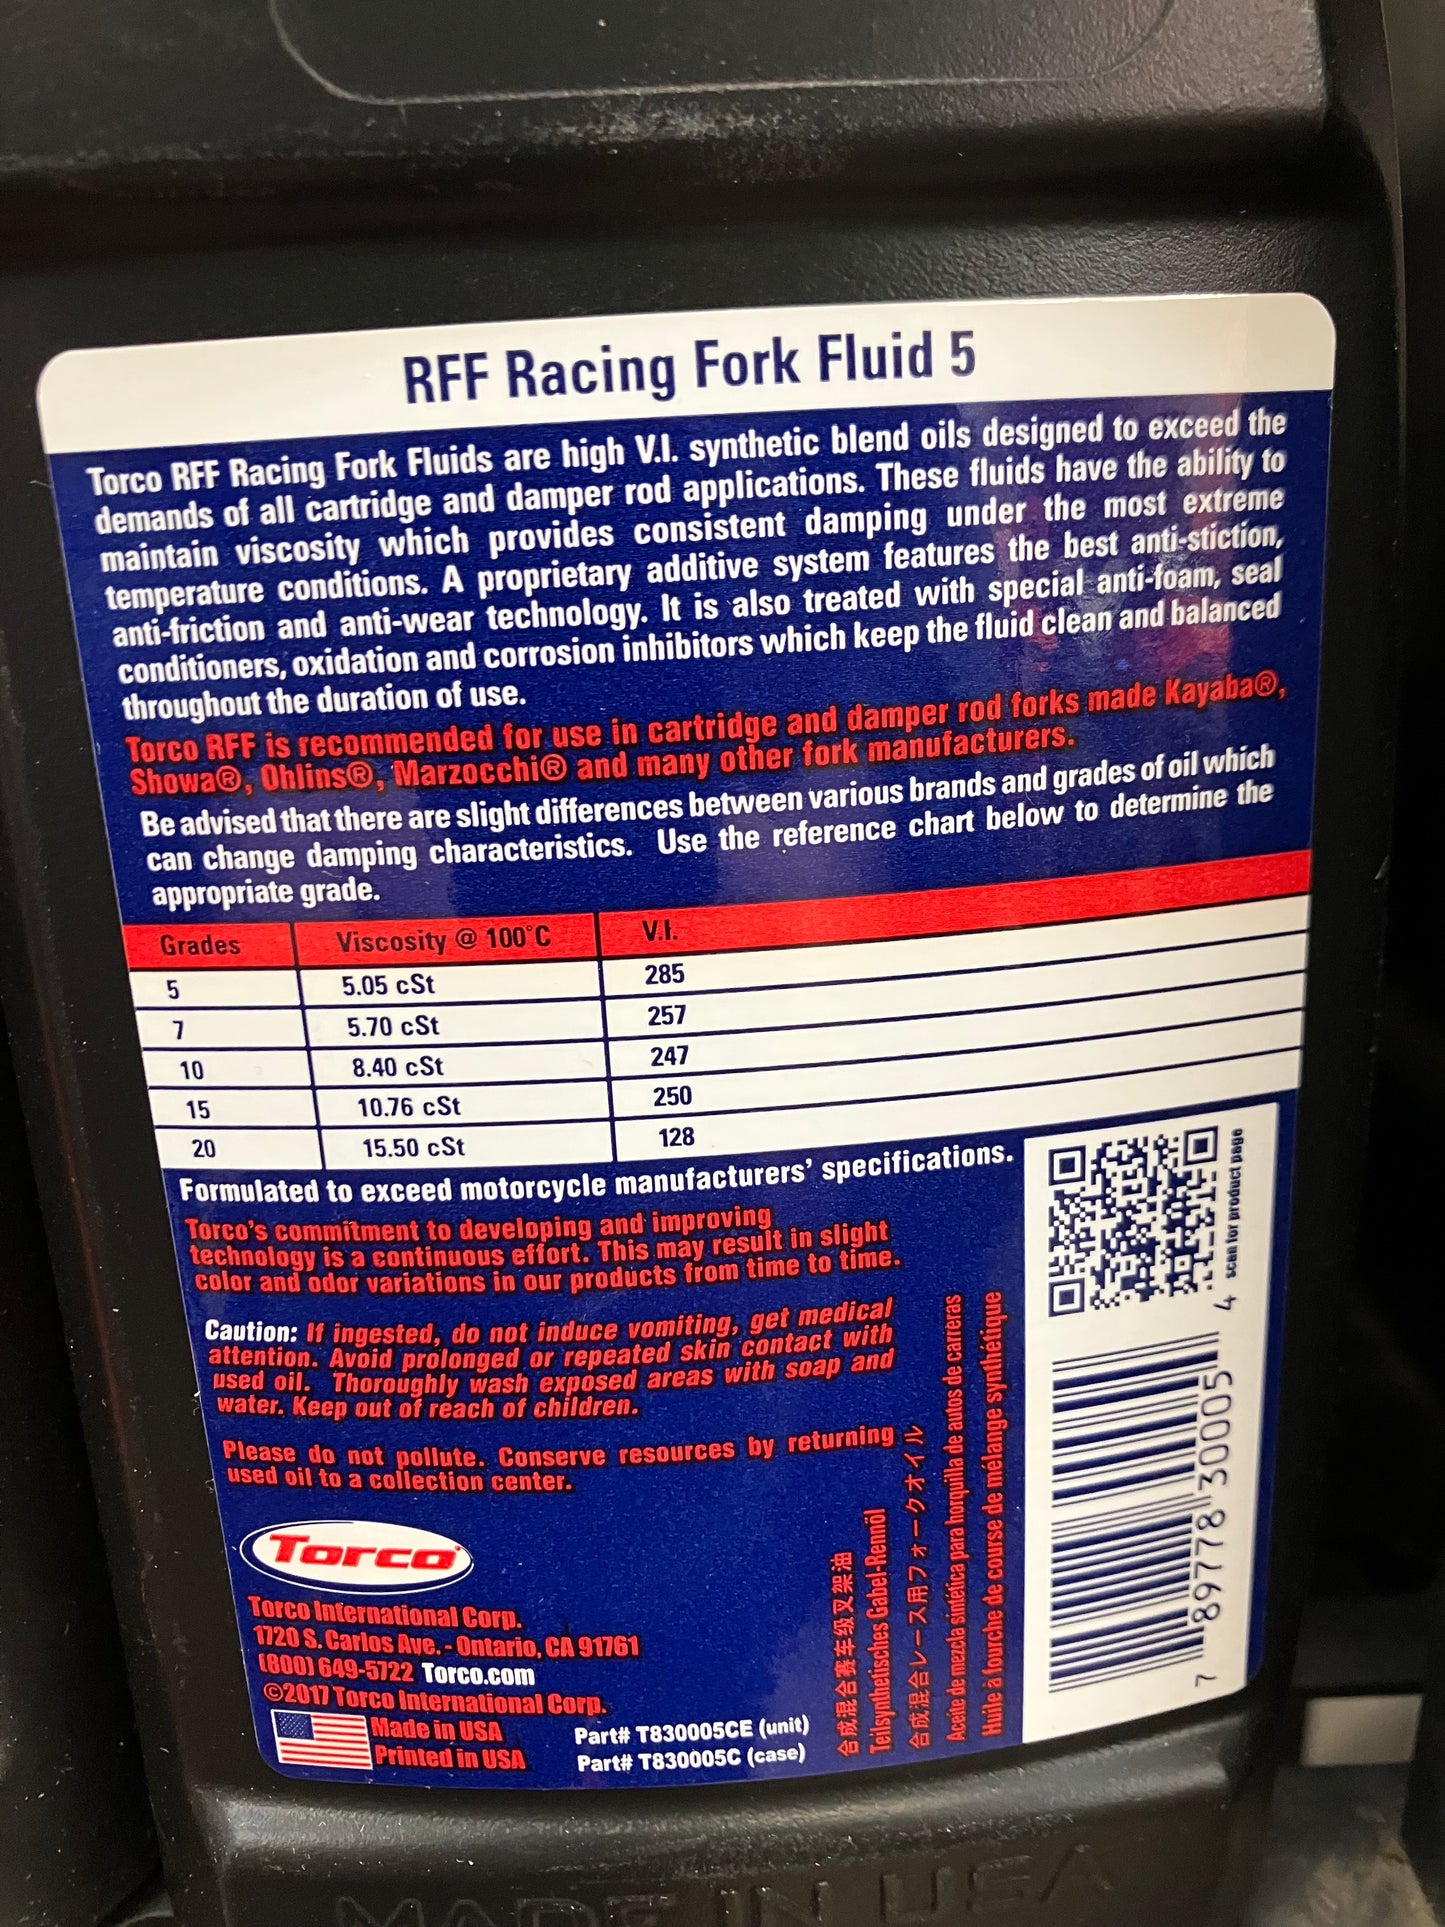 RFF Racing Fork Fluid 5
Torco RFF Racing Fork Fluids are high V.I. synthetic blend oils designed to exceed the
demands of all cartridge and damper rod applications. These fluids have the ability to
maintain viscosity which provides consistent damping under the most extreme
temperature conditions. A proprietary additive system features the best anti-stiction,
anti-friction and anti-wear technology. It is also treated with special anti-foam, seal
conditioners, oxidation and corrosion inhibitors which keep the fluid clean and balanced
throughout the duration of use.
Torco RFF is recommended for use in cartridge and damper rod forks made Kayaba®,
Showa®, Ohlins®, Marzocchi® and many other fork manufacturers.
Be advised that there are slight differences between various brands and grades of oil which
can change damping characteristics. Use the reference chart below to determine the
appropriate grade.
Grades Viscosity @ 100°C V.I.
5 5.05 cSt 285
7 5.70 cSt 257
10 8.40 cSt 247
15 10.76 cSt 250
20 15.50 cSt 128
Formulated to exceed motorcycle manufacturers' specifications.
Torco's commitment to developing and improving
technology is a continuous effort. This may result in slight
color and odor variations in our products from time to time.
Caution: If ingested, do not induce vomiting, get medical
attention. Avoid prolonged or repeated skin contact with
used oil. Thoroughly wash exposed areas with soap and
water. Keep out of reach of children.
Please do not pollute. Conserve resources by returning
used oil to a collection center.
Torco®
Torco International Corp.
1720 S. Carlos Ave. - Ontario, CA 91761
(800) 649-5722 Torco.com
©2017 Torco International Corp.
Made in USA
Printed in USA
Part# T830005CE (unit)
Part# T830005C (case)
合成混合赛车级叉架油
Teilsynthetisches Gabel-Rennöl
合成混合レース用フォークオイル
Aceite de mezcla sintética para horquilla de autos de carreras
Huile à fourche de course de mélange synthétique
scan for product page
7 89778 30005 4
MADE IN USA